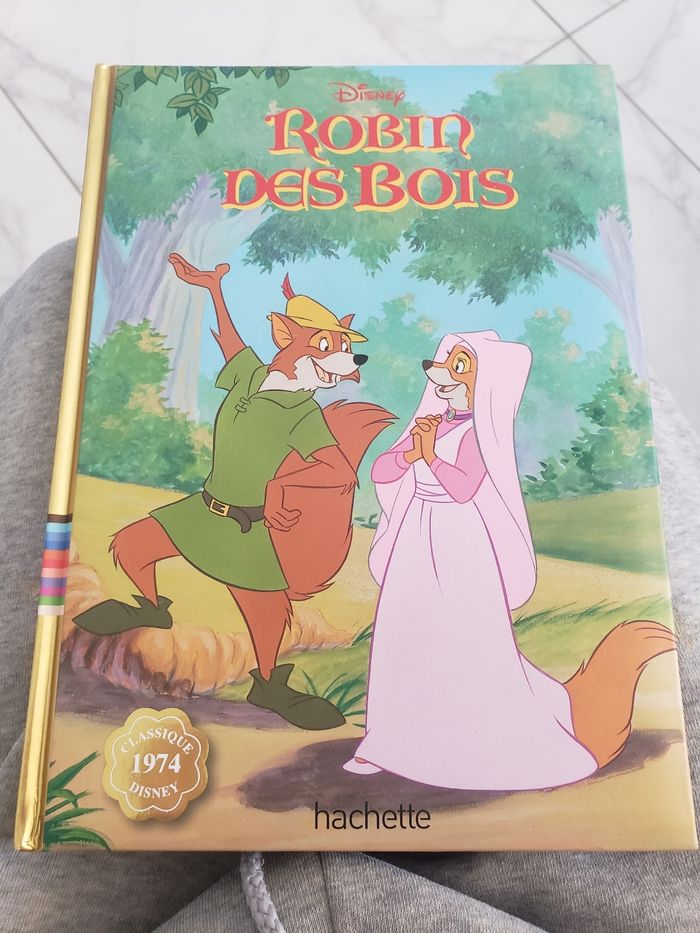 Disney
ROBIN
DES BOIS
CLASSIQUE
1974
DISNEY
hachette